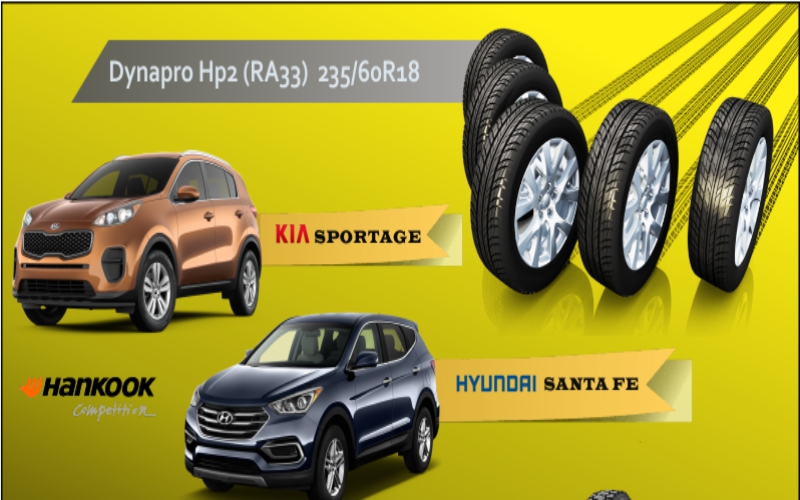 Dynapro Hp2 (RA33) 235/60R18
KIA SPORTAGE
HANKOOK
competition
HYUNDAI SANTA FE